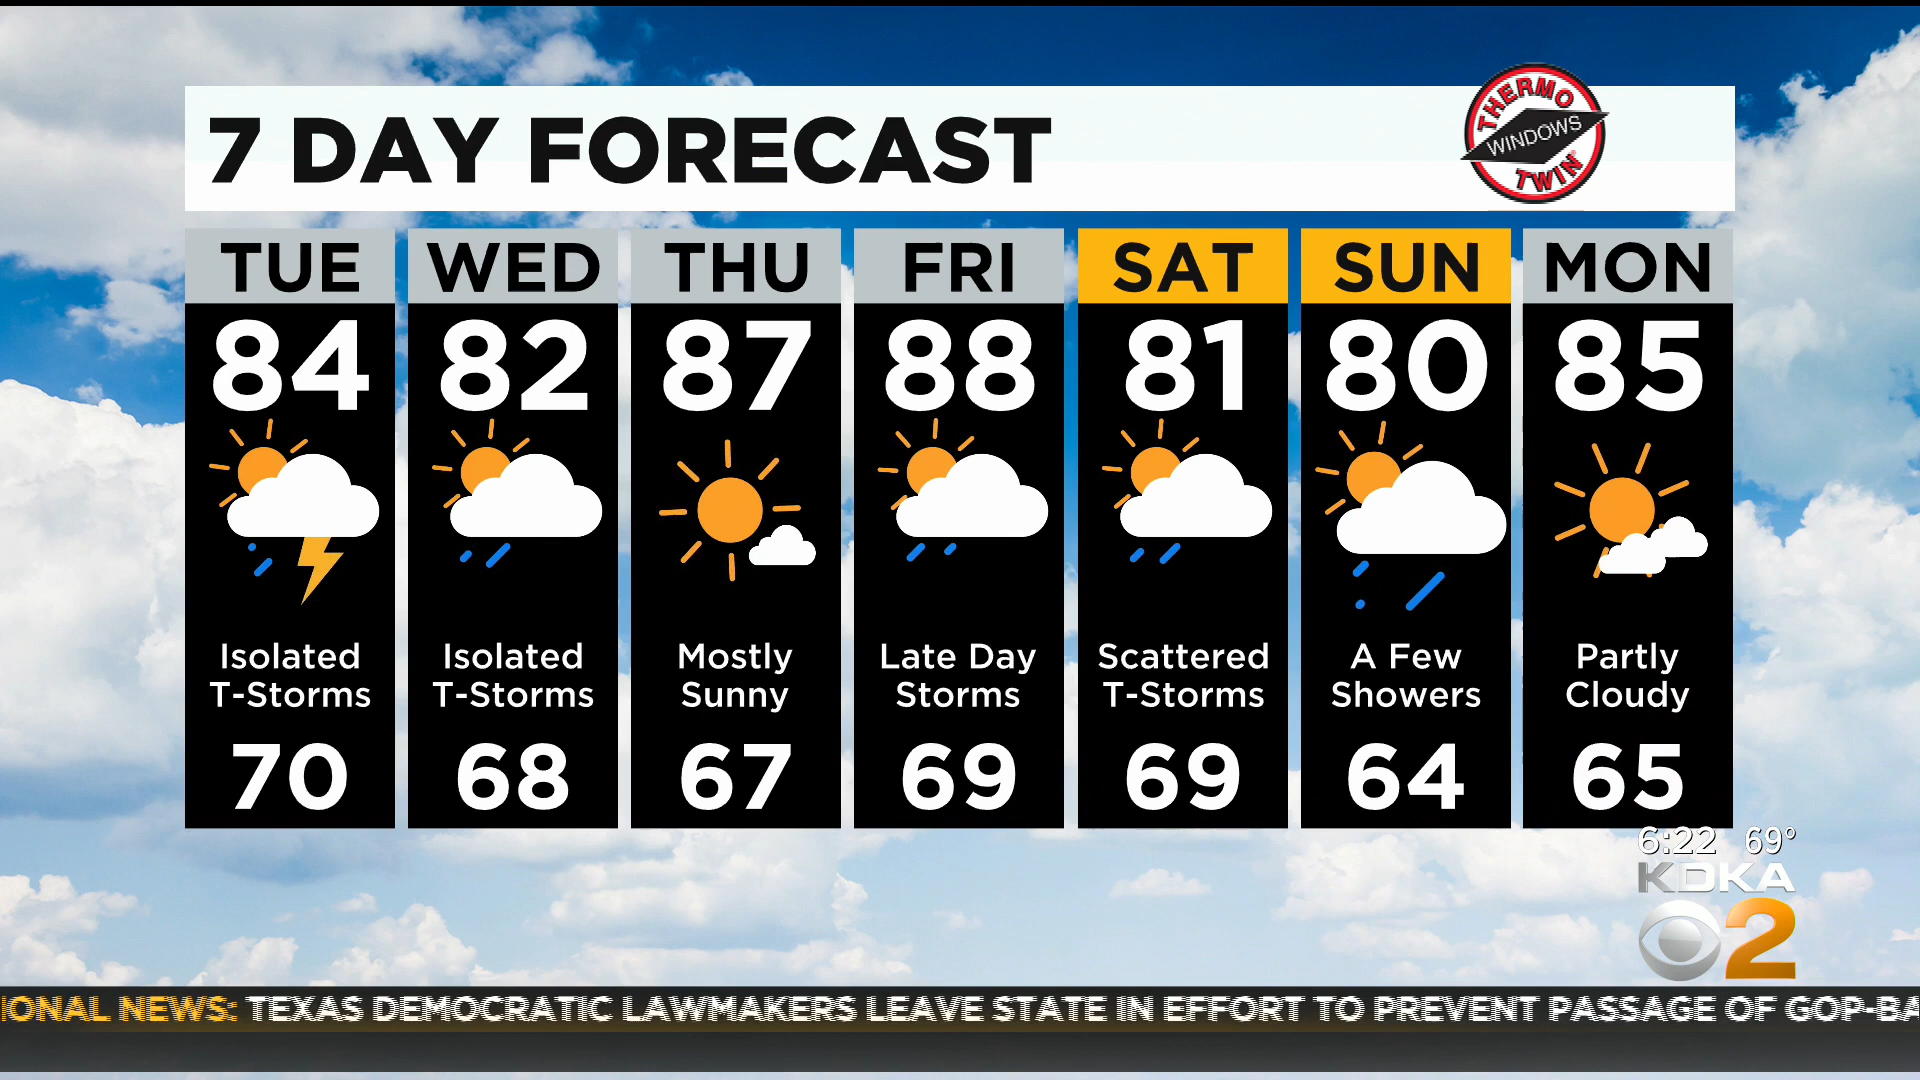 7 DAY FORECAST
THERMO
WINDOWS
TWIN
TUE WED THU FRI SAT SUN MON
84 82 87 88 81 80 85
Isolated Isolated Mostly Late Day Scattered A Few Partly
T-Storms T-Storms Sunny Storms T-Storms Showers Cloudy
70 68 67 69 69 64 65
6:22 69°
KDKA
2
IONAL NEWS: TEXAS DEMOCRATIC LAWMAKERS LEAVE STATE IN EFFORT TO PREVENT PASSAGE OF GOP-BA